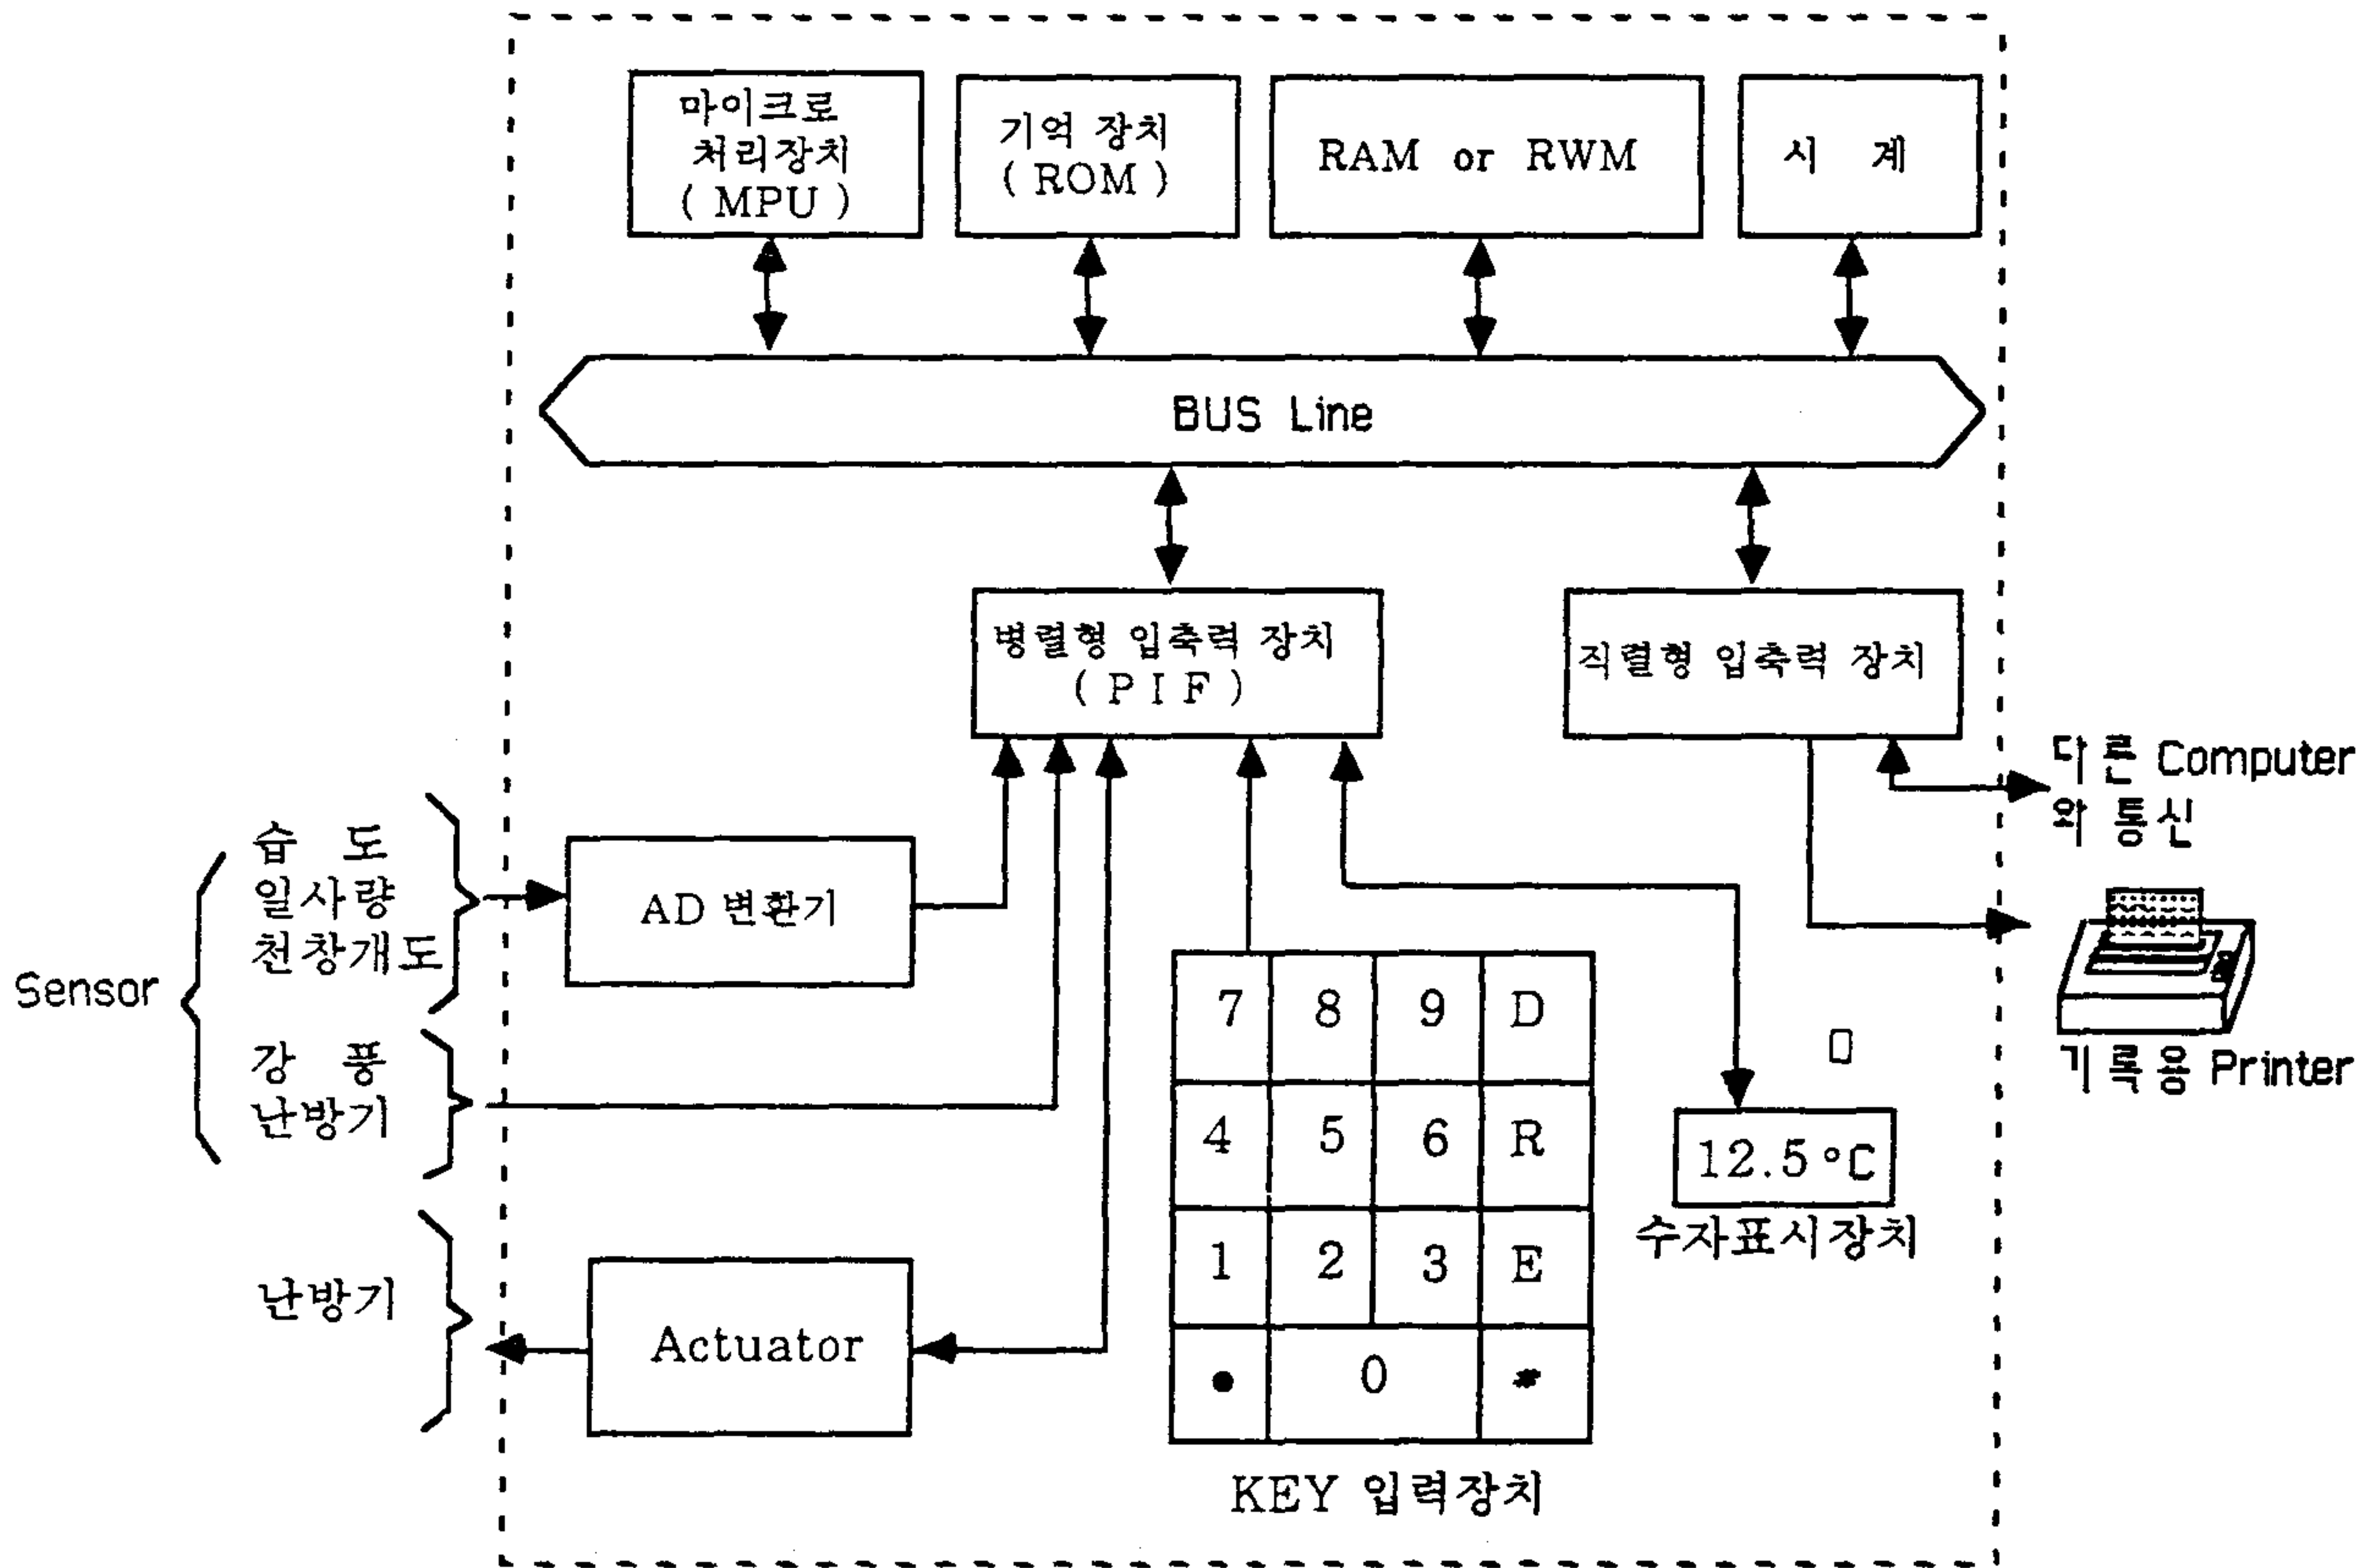 마이크로
처리장치
( MPU )
기억 장치
( ROM )
RAM or RWM
시 계
BUS Line
병렬형 입축력 장치
( P I F )
직렬형 입축력 장치
다른 Computer
와 통신
습 도
일사량
천창개도
Sensor
AD 변환기
강 풍
난방기
기록용 Printer
7 8 9 D
4 5 6 R
1 2 3 E
● 0 *
12.5 °C
수자표시장치
난방기
Actuator
KEY 입력장치